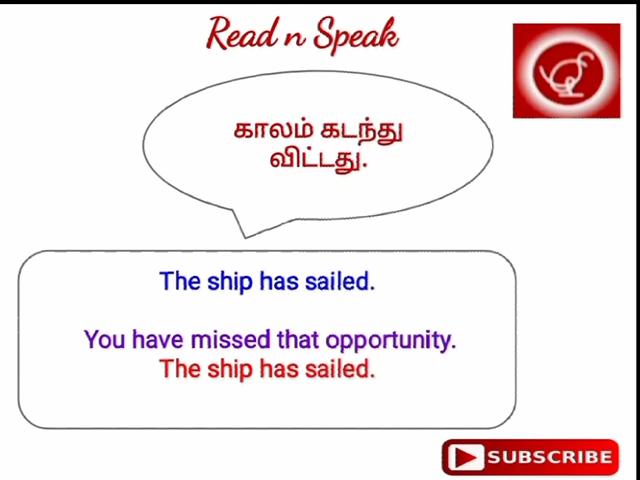 Read n Speak
காலம் கடந்து
விட்டது.
The ship has sailed.
You have missed that opportunity.
The ship has sailed.
SUBSCRIBE